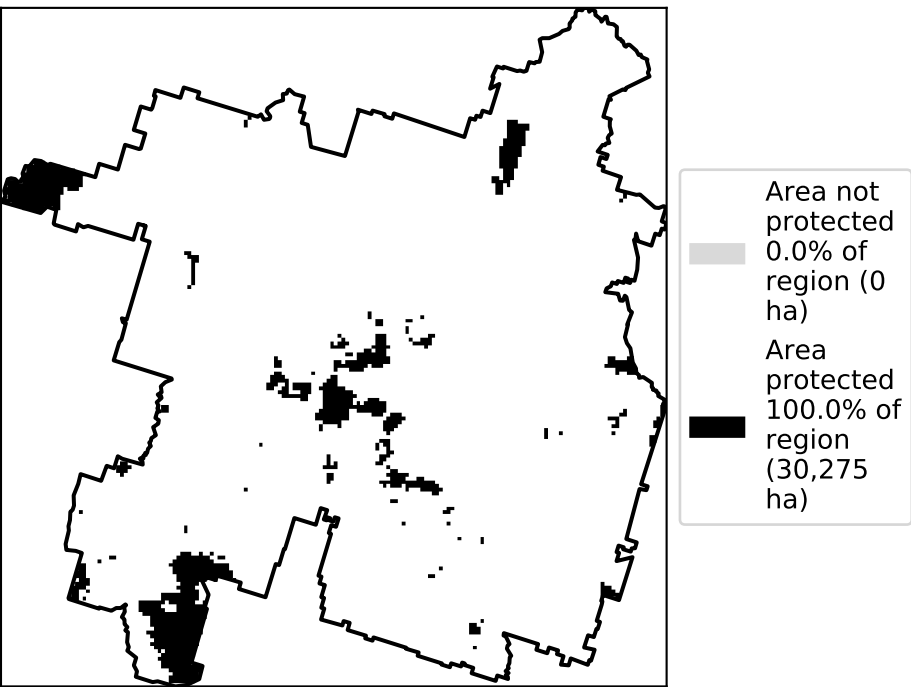 Area not
protected
0.0% of
region (0
ha)
Area
protected
100.0% of
region
(30,275
ha)